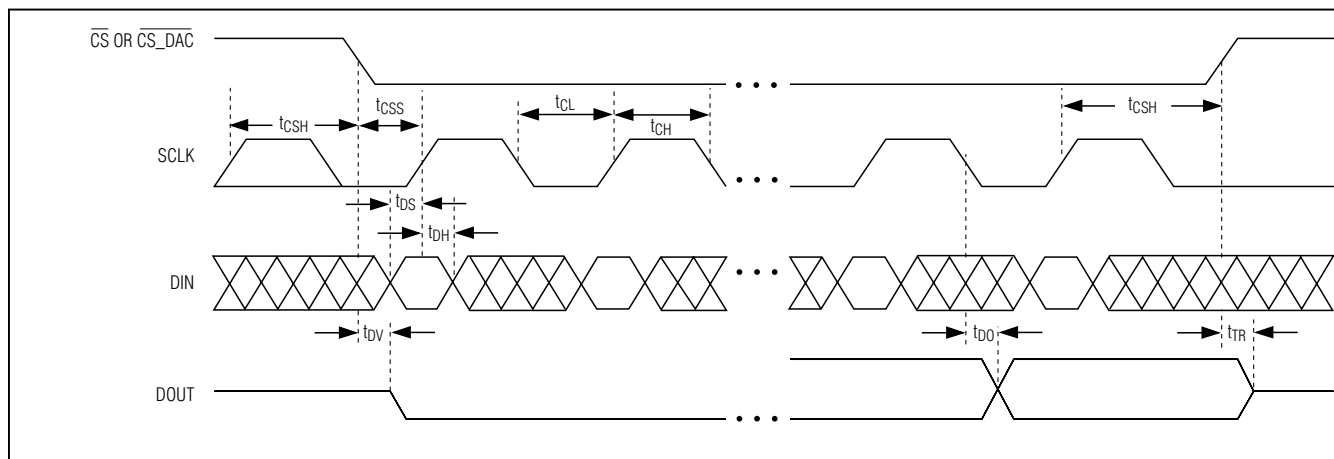 CS OR CS_DAC
tCSS
tCL
tCSH
tCSH
tCH
SCLK
tDS
tDH
DIN
tDV
tDO
tTR
DOUT